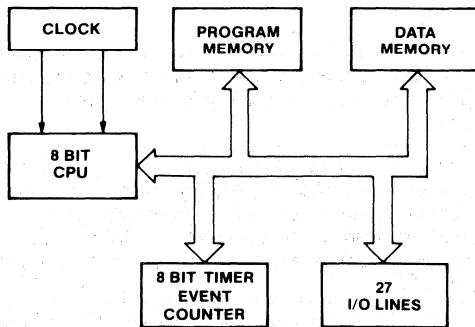 CLOCK
PROGRAM
MEMORY
DATA
MEMORY
8 BIT
CPU
8 BIT TIMER
EVENT
COUNTER
27
I/O LINES